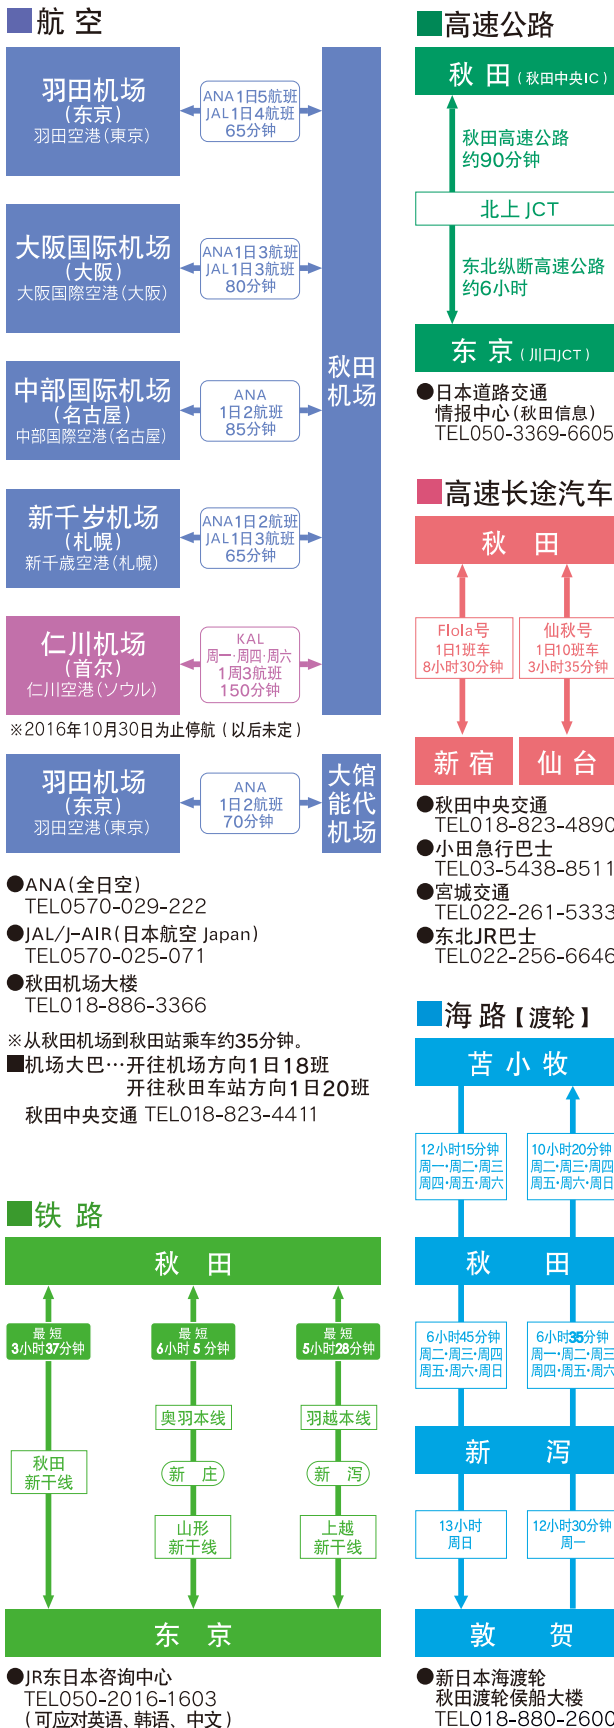 航空
羽田机场
(东京)
羽田空港(東京)
ANA1日5航班
JAL1日4航班
65分钟
大阪国际机场
(大阪)
大阪国際空港(大阪)
ANA1日3航班
JAL1日3航班
80分钟
中部国际机场
(名古屋)
中部国際空港(名古屋)
ANA
1日2航班
85分钟
新千岁机场
(札幌)
新千歳空港(札幌)
ANA1日2航班
JAL1日3航班
65分钟
仁川机场
(首尔)
仁川空港(ソウル)
KAL
周一·周四·周六
1周3航班
150分钟
秋田
机场
※2016年10月30日为止停航(以后未定)
羽田机场
(东京)
羽田空港(東京)
ANA
1日2航班
70分钟
大馆
能代
机场
●ANA(全日空)
TEL0570-029-222
●JAL/J-AIR(日本航空 Japan)
TEL0570-025-071
●秋田机场大楼
TEL018-886-3366
※从秋田机场到秋田站乘车约35分钟。
■机场大巴…开往机场方向1日18班
开往秋田车站方向1日20班
秋田中央交通 TEL018-823-4411
铁路
秋田
最短
3小时37分钟
最短
6小时5分钟
最短
5小时28分钟
秋田
新干线
奥羽本线
新庄
山形
新干线
羽越本线
新泻
上越
新干线
东京
●JR东日本咨询中心
TEL050-2016-1603
(可应对英语、韩语、中文)
高速公路
秋田(秋田中央IC)
秋田高速公路
约90分钟
北上JCT
东北纵断高速公路
约6小时
东京(川口JCT)
●日本道路交通
情报中心(秋田信息)
TEL050-3369-6605
高速长途汽车
秋田
Flola号
1日1班车
8小时30分钟
仙秋号
1日10班车
3小时35分钟
新宿
仙台
●秋田中央交通
TEL018-823-4890
●小田急行巴士
TEL03-5438-8511
●宮城交通
TEL022-261-5333
●东北JR巴士
TEL022-256-6646
海路【渡轮】
苫小牧
12小时15分钟
周一·周二·周三
周四·周五·周六
10小时20分钟
周二·周三·周四
周五·周六·周日
秋田
6小时45分钟
周二·周三·周四
周五·周六·周日
6小时35分钟
周一·周二·周三
周四·周五·周六
新泻
13小时
周日
12小时30分钟
周一
敦贺
●新日本海渡轮
秋田渡轮侯船大楼
TEL018-880-2600